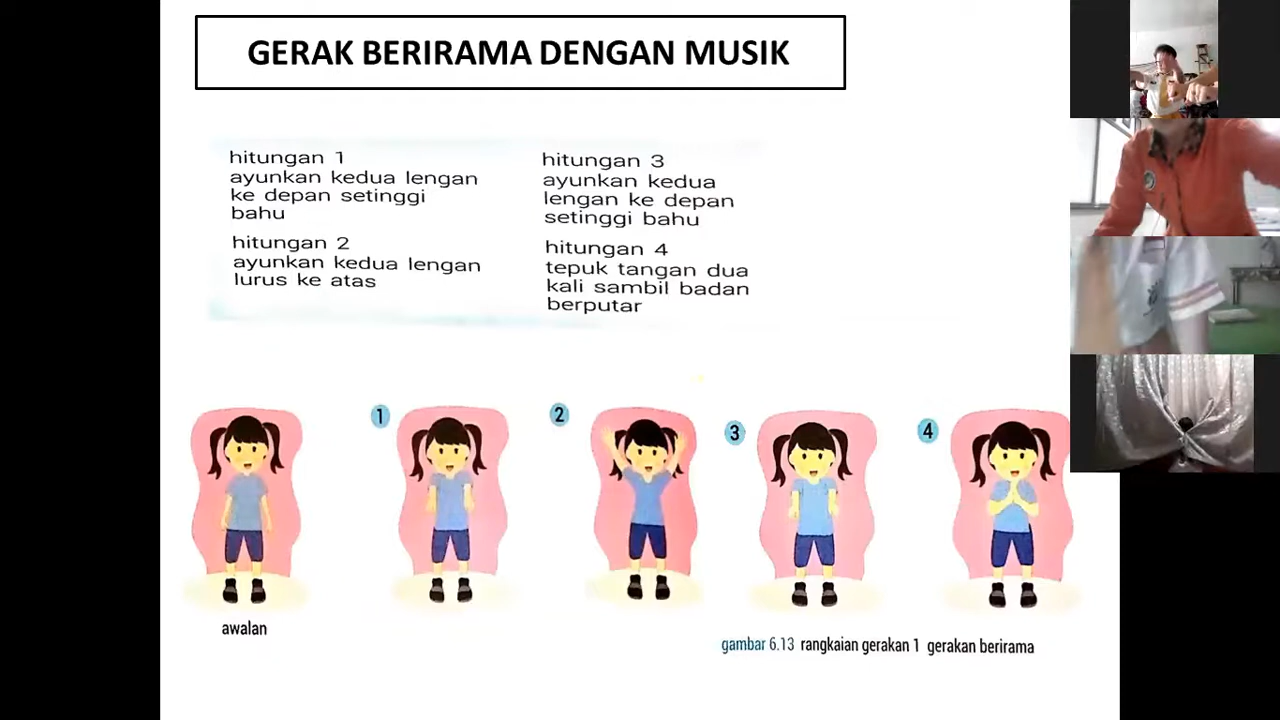 GERAK BERIRAMA DENGAN MUSIK
hitungan 1
ayunkan kedua lengan
ke depan setinggi
bahu
hitungan 2
ayunkan kedua lengan
lurus ke atas
hitungan 3
ayunkan kedua
lengan ke depan
setinggi bahu
hitungan 4
tepuk tangan dua
kali sambil badan
berputar
1
2
3
4
awalan
gambar 6.13 rangkaian gerakan 1 gerakan berirama